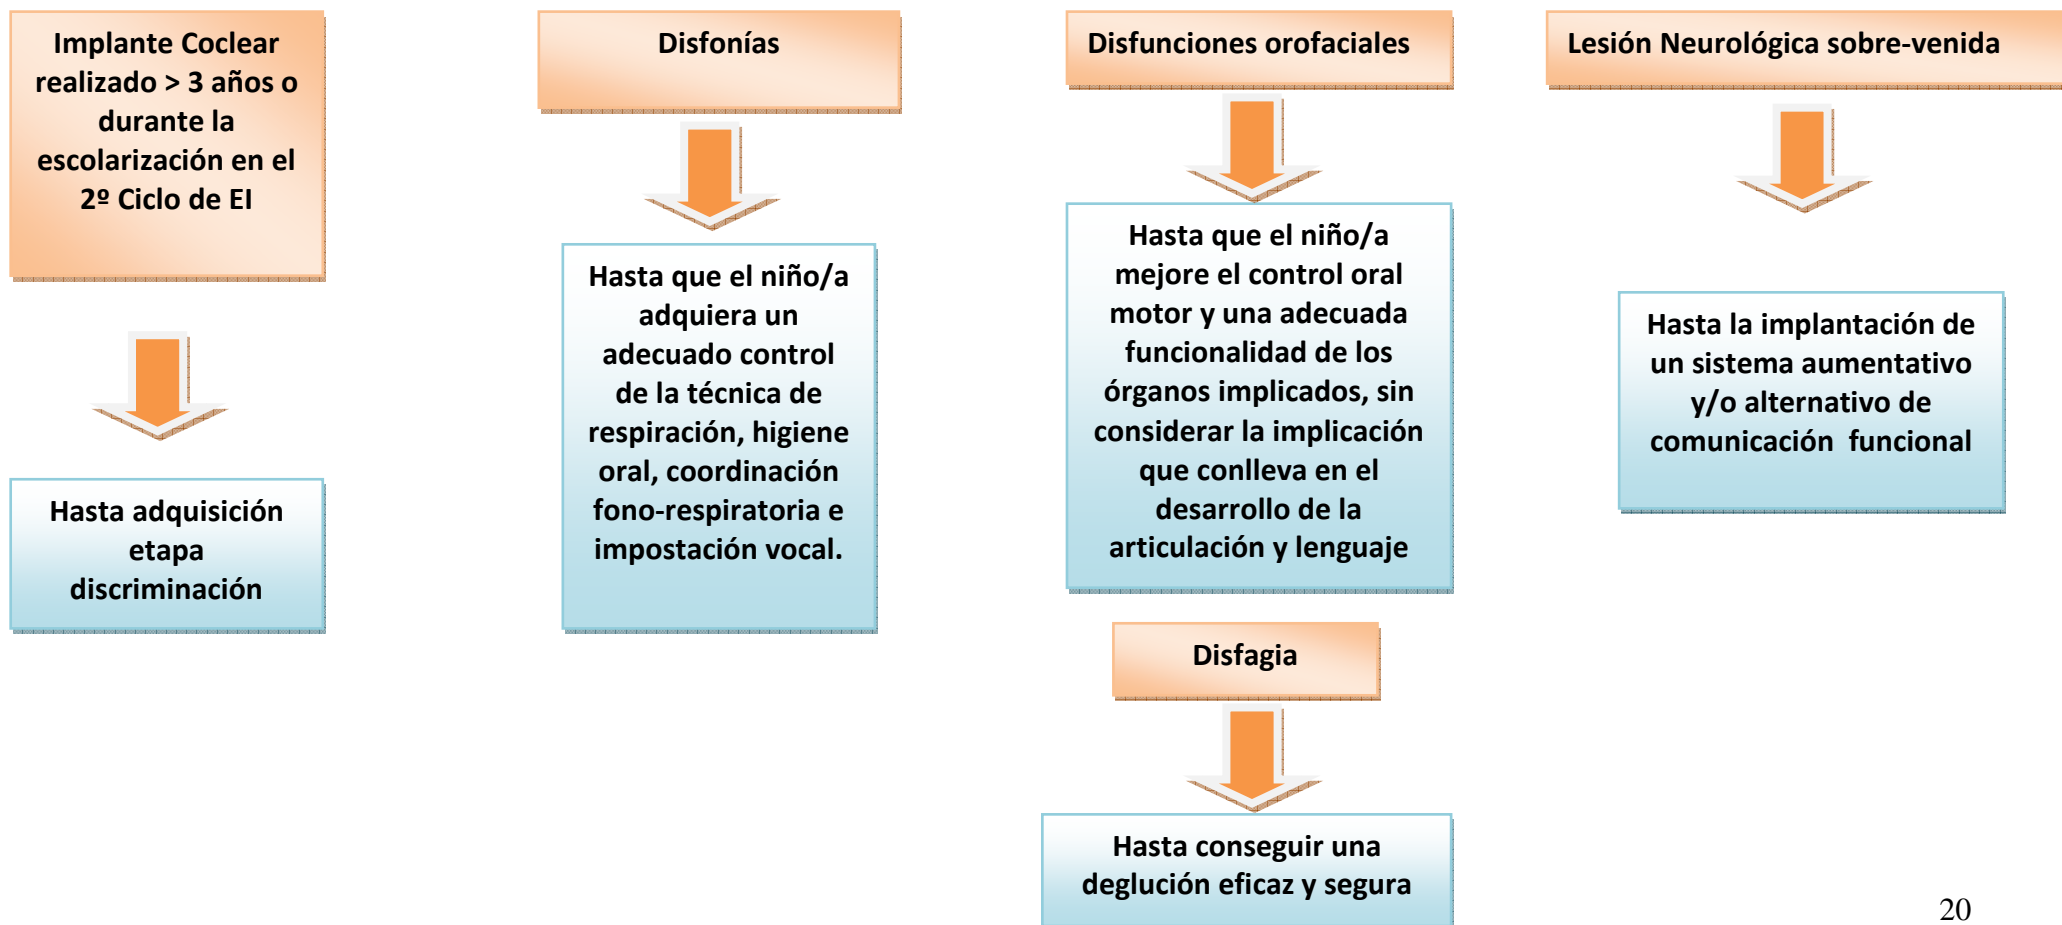 Implante Coclear
realizado > 3 años o
durante la
escolarización en el
2º Ciclo de EI
Hasta adquisición
etapa
discriminación
Disfonías
Hasta que el niño/a
adquiera un
adecuado control
de la técnica de
respiración, higiene
oral, coordinación
fono-respiratoria e
impostación vocal.
Disfunciones orofaciales
Hasta que el niño/a
mejore el control oral
motor y una adecuada
funcionalidad de los
órganos implicados, sin
considerar la implicación
que conlleva en el
desarrollo de la
articulación y lenguaje
Disfagia
Hasta conseguir una
deglución eficaz y segura
Lesión Neurológica sobre-venida
Hasta la implantación de
un sistema aumentativo
y/o alternativo de
comunicación  funcional
20